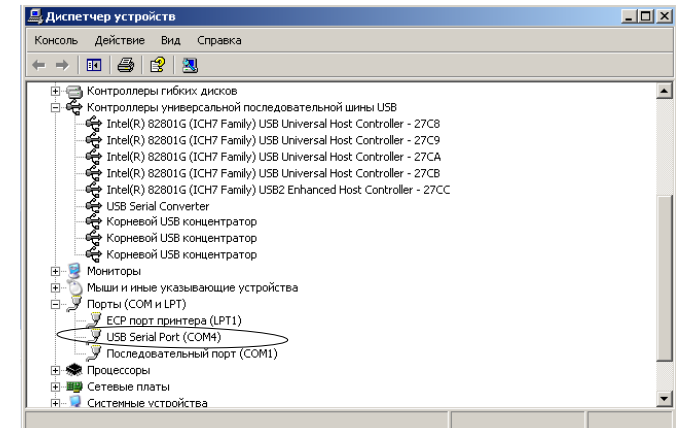 Диспетчер устройств
Консоль Действие Вид Справка
Контроллеры гибких дисков
Контроллеры универсальной последовательной шины USB
Intel(R) 82801G (ICH7 Family) USB Universal Host Controller - 27C8
Intel(R) 82801G (ICH7 Family) USB Universal Host Controller - 27C9
Intel(R) 82801G (ICH7 Family) USB Universal Host Controller - 27CA
Intel(R) 82801G (ICH7 Family) USB Universal Host Controller - 27CB
Intel(R) 82801G (ICH7 Family) USB2 Enhanced Host Controller - 27CC
USB Serial Converter
Корневой USB концентратор
Корневой USB концентратор
Корневой USB концентратор
Мониторы
Мыши и иные указывающие устройства
Порты (COM и LPT)
ECP порт принтера (LPT1)
USB Serial Port (COM4)
Последовательный порт (COM1)
Процессоры
Сетевые платы
Системные устройства